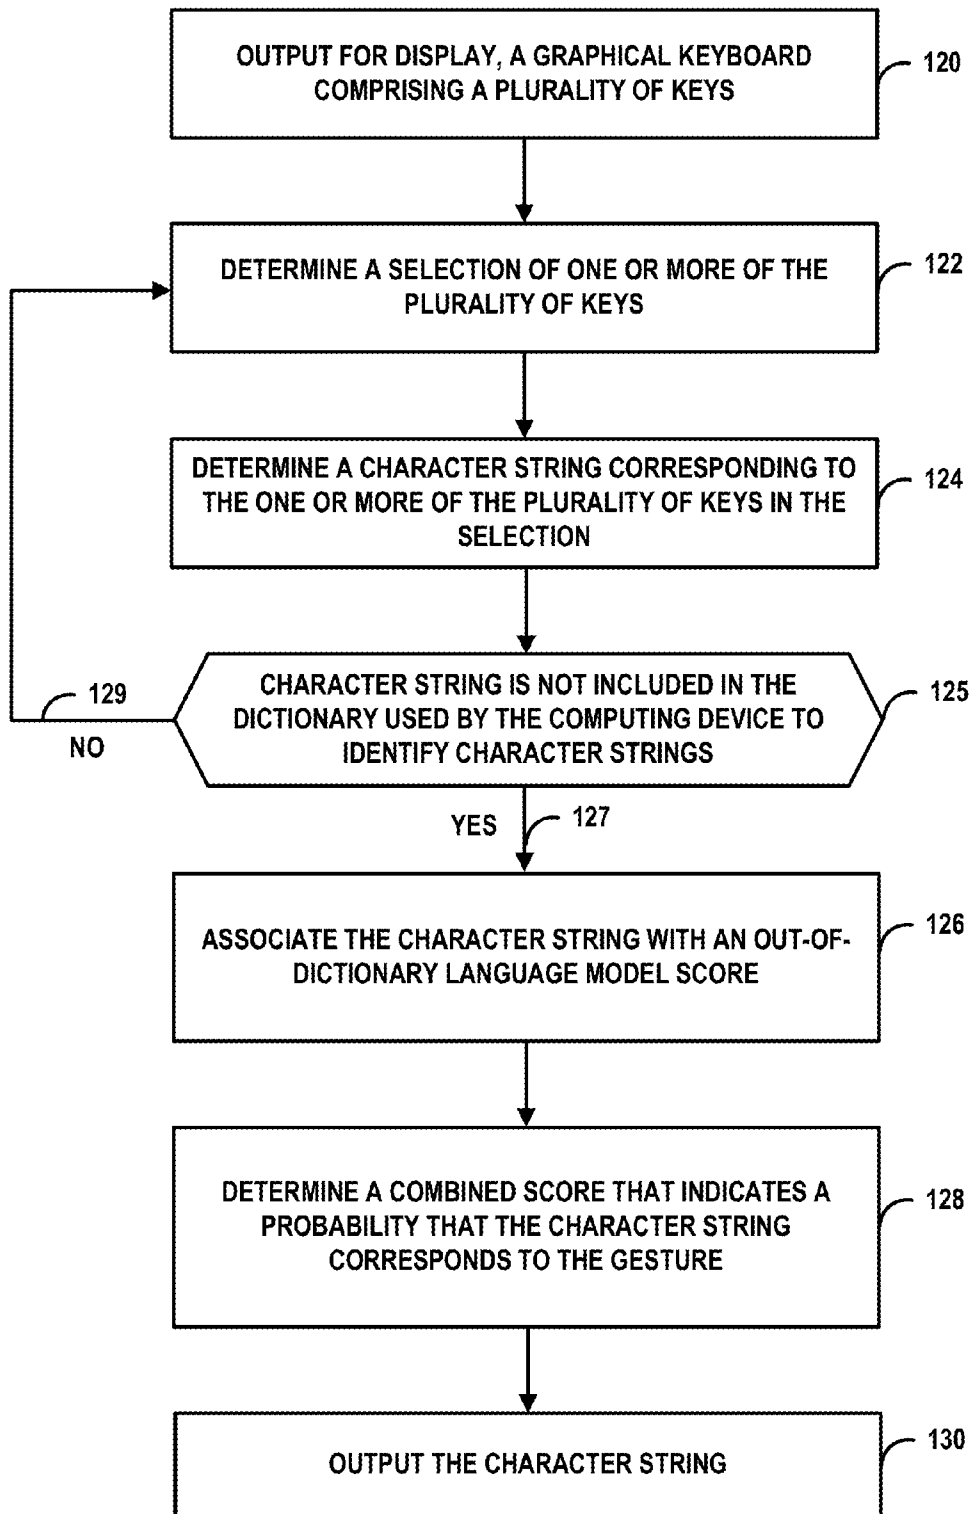 OUTPUT FOR DISPLAY, A GRAPHICAL KEYBOARD
COMPRISING A PLURALITY OF KEYS
120
DETERMINE A SELECTION OF ONE OR MORE OF THE
PLURALITY OF KEYS
122
DETERMINE A CHARACTER STRING CORRESPONDING TO
THE ONE OR MORE OF THE PLURALITY OF KEYS IN THE
SELECTION
124
CHARACTER STRING IS NOT INCLUDED IN THE
DICTIONARY USED BY THE COMPUTING DEVICE TO
IDENTIFY CHARACTER STRINGS
125
129
NO
YES
127
ASSOCIATE THE CHARACTER STRING WITH AN OUT-OF-
DICTIONARY LANGUAGE MODEL SCORE
126
DETERMINE A COMBINED SCORE THAT INDICATES A
PROBABILITY THAT THE CHARACTER STRING
CORRESPONDS TO THE GESTURE
128
OUTPUT THE CHARACTER STRING
130